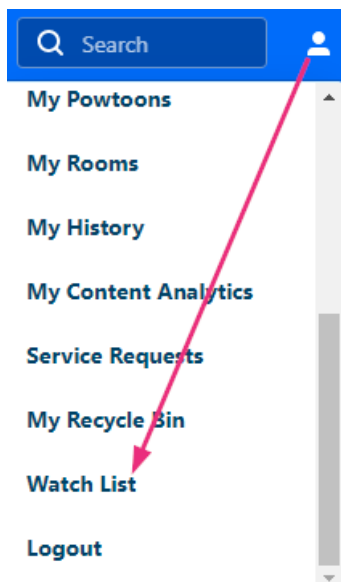 Search
My Powtoons
My Rooms
My History
My Content Analytics
Service Requests
My Recycle Bin
Watch List
Logout